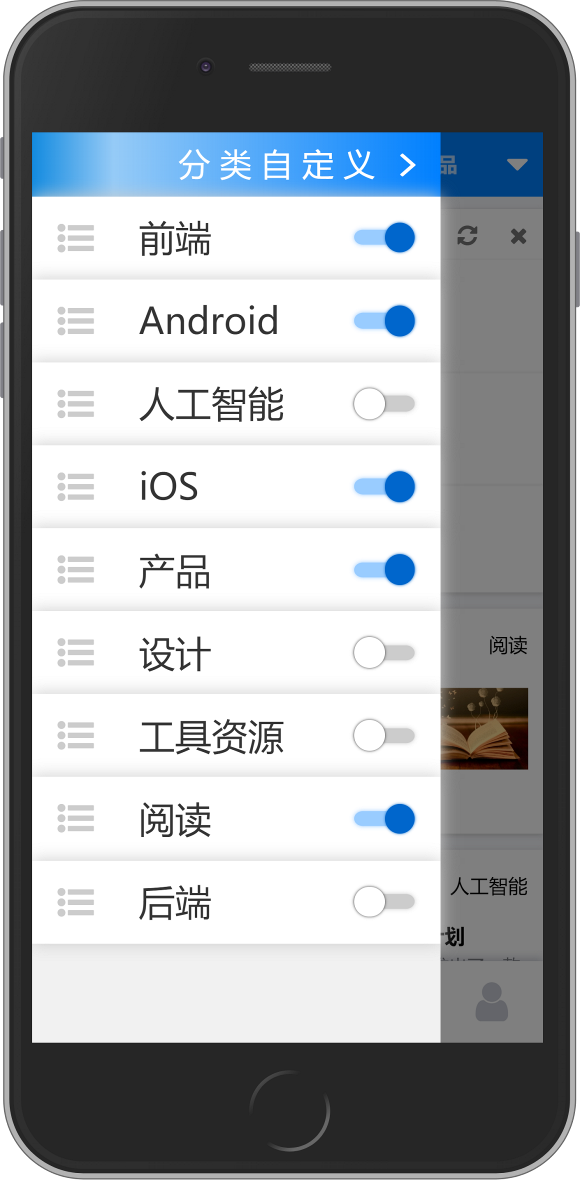 分类自定义
品
前端
Android
人工智能
iOS
产品
设计
阅读
工具资源
阅读
人工智能
后端
划